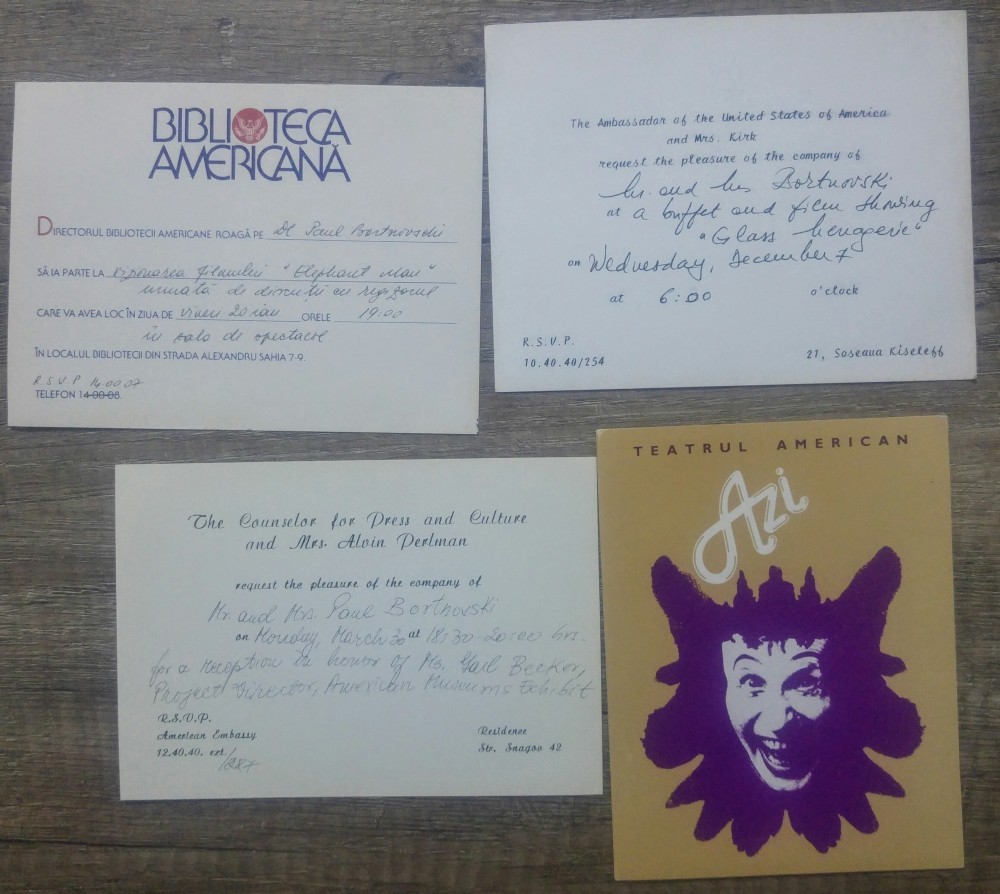 BIBLIOTECA
AMERICANĂ
DIRECTORUL BIBLIOTECII AMERICANE ROAGĂ PE Dl Paul Bortnovschi
SĂ IA PARTE LA vizionarea filmului "Elephant Man"
urmată de discuții cu regizorul
CARE VA AVEA LOC ÎN ZIUA DE vineri 20 ian ORELE 19:00
în sala de spectacol
ÎN LOCALUL BIBLIOTECII DIN STRADA ALEXANDRU SAHIA 7-9.
R.S.V.P. 14 00 07
TELEFON 14-00-08.
The Ambassador of the United States of America
and Mrs. Kirk
request the pleasure of the company of
Mr. and Mrs Bortnovski
at a buffet and film showing
"Glass Menagerie"
on Wednesday, December 7
at 6:00 o'clock
R.S.V.P.
10.40.40/254
21, Soseaua Kiseleff
The Counselor for Press and Culture
and Mrs. Alvin Perlman
request the pleasure of the company of
Mr. and Mrs. Paul Bortnovski
on Monday, March 30 at 18:30-20:00 hrs.
for a reception in honor of Ms. Gail Becker,
Project Director, American Museums Exhibit
R.S.V.P.
American Embassy
12.40.40. ext./287
Residence
Str. Snagov 42
TEATRUL AMERICAN
Azi